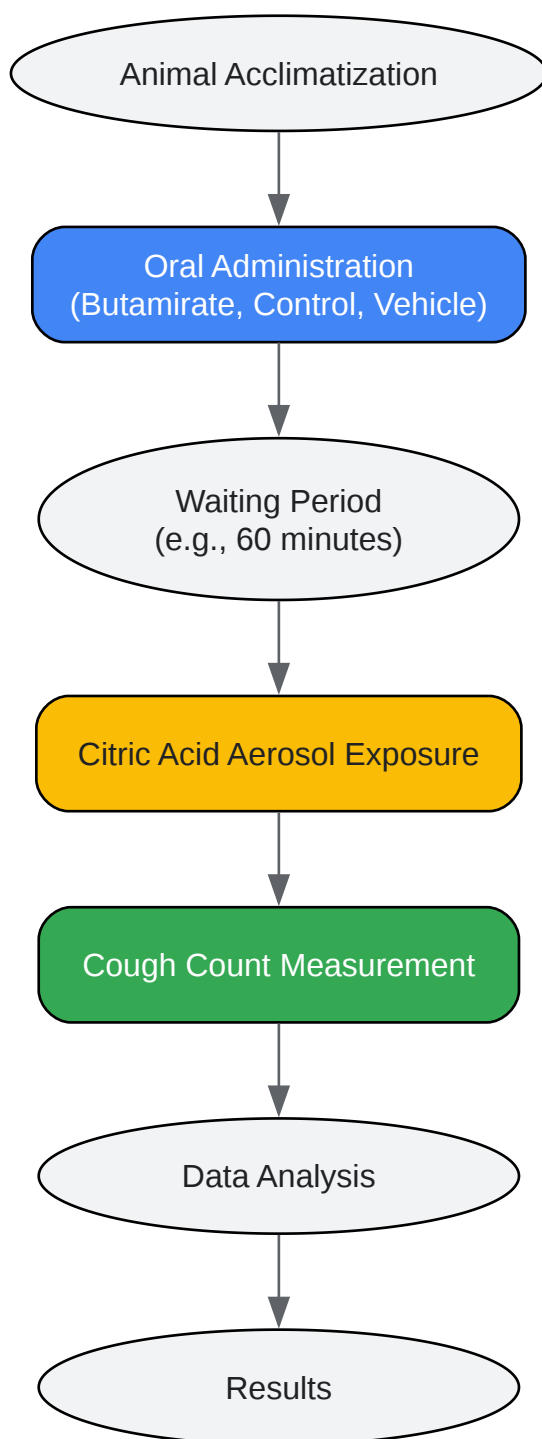 Animal Acclimatization
Oral Administration
(Butamirate, Control, Vehicle)
Waiting Period
(e.g., 60 minutes)
Citric Acid Aerosol Exposure
Cough Count Measurement
Data Analysis
Results